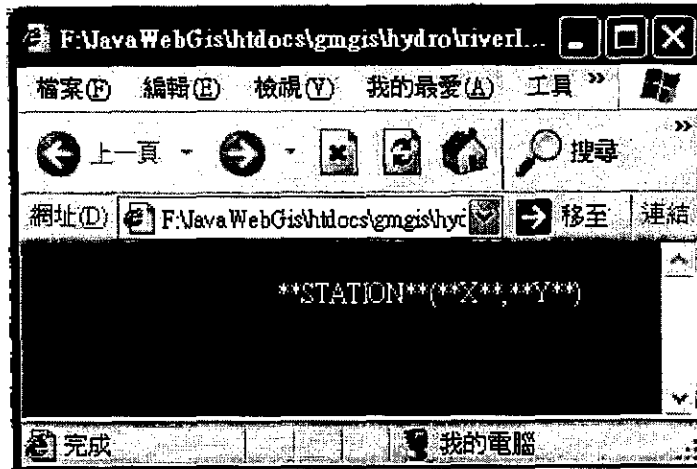 F:\JavaWebGis\htdocs\gmgis\hydro\riverI...
檔案(F) 編輯(E) 檢視(V) 我的最愛(A) 工具 »
上一頁 搜尋 »
網址(D) F:\JavaWebGis\htdocs\gmgis\hyd 移至 連結
**STATION**(**X**,**Y**)
完成 我的電腦